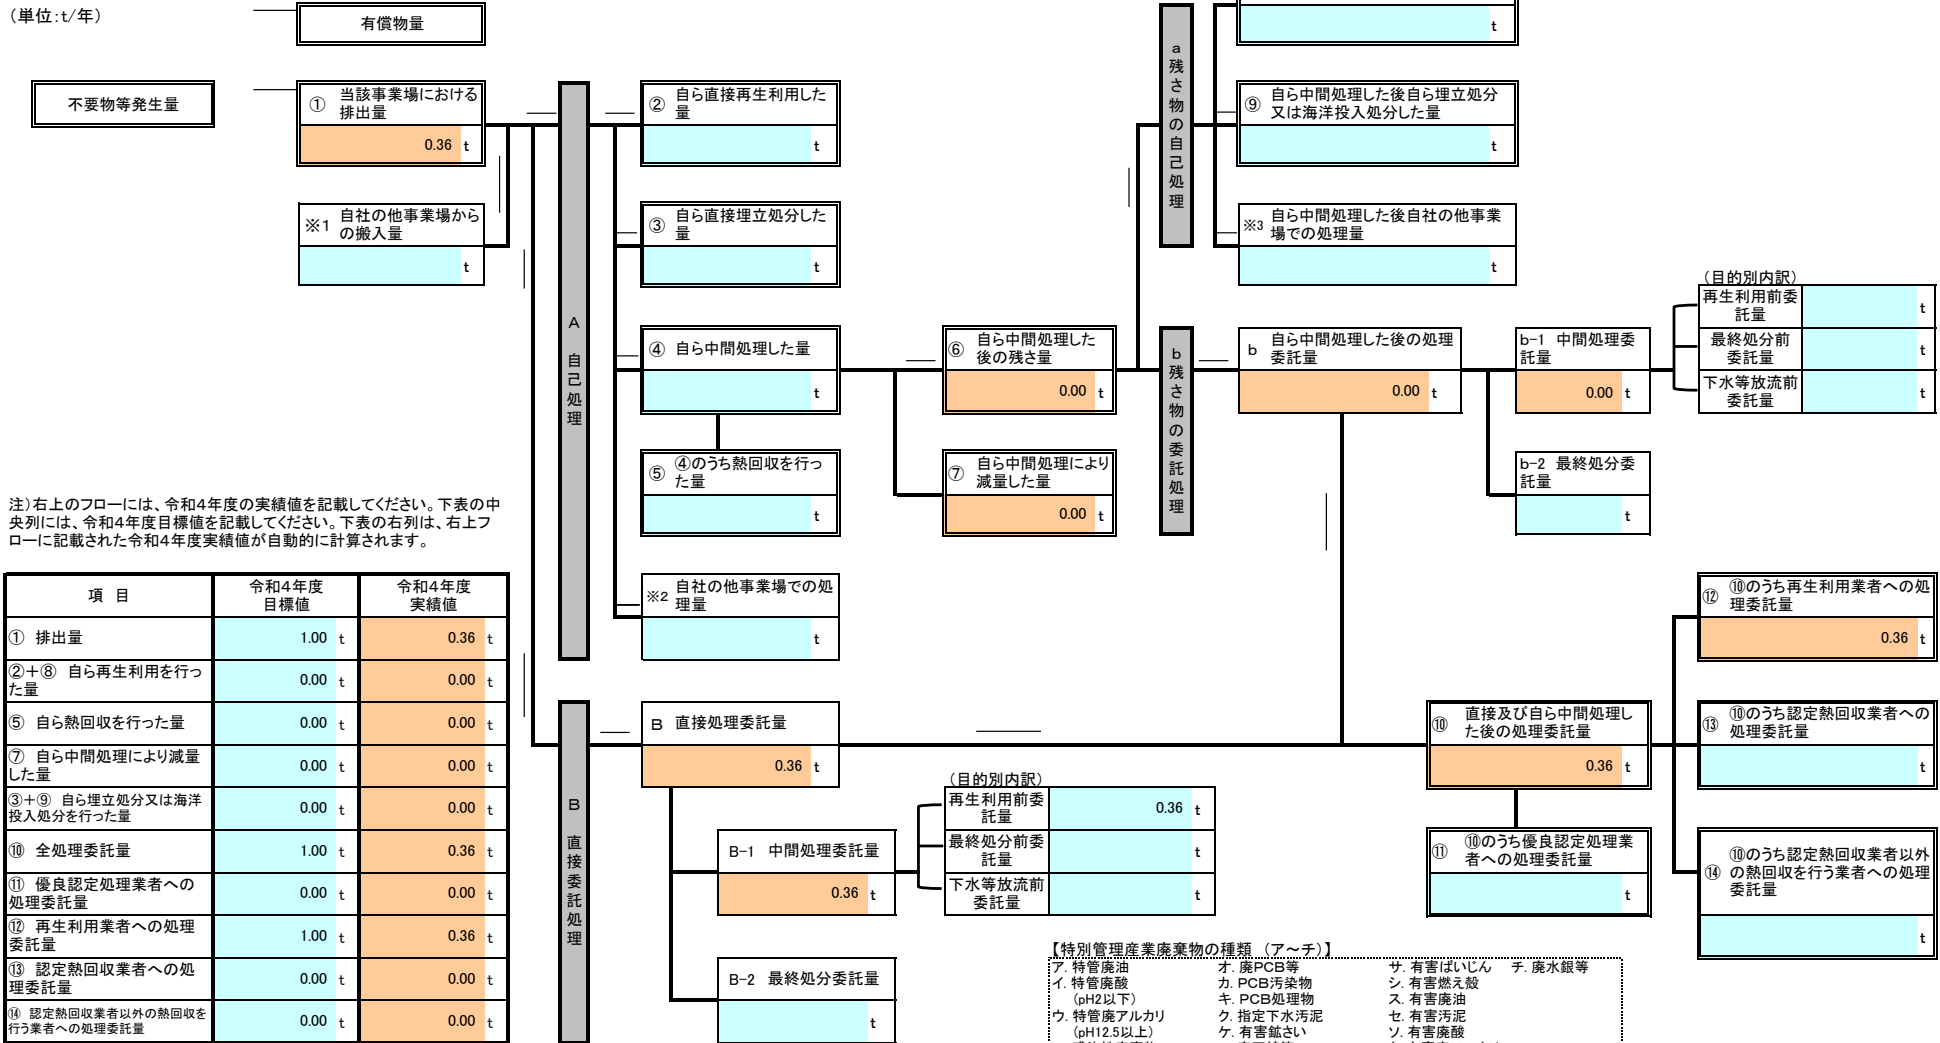 (単位:t/年)
有償物量
t
不要物等発生量
① 当該事業場における
排出量
0.36 t
※1 自社の他事業場から
の搬入量
t
A 自己処理
② 自ら直接再生利用した
量
t
③ 自ら直接埋立処分した
量
t
④ 自ら中間処理した量
t
⑤ ④のうち熱回収を行っ
た量
t
※2 自社の他事業場での処
理量
t
⑥ 自ら中間処理した
後の残さ量
0.00 t
⑦ 自ら中間処理により
減量した量
0.00 t
a残さ物の自己処理
⑨ 自ら中間処理した後自ら埋立処分
又は海洋投入処分した量
t
※3 自ら中間処理した後自社の他事業
場での処理量
t
b残さ物の委託処理
b 自ら中間処理した後の処理
委託量
0.00 t
b-1 中間処理委
託量
0.00 t
b-2 最終処分委
託量
t
(目的別内訳)
再生利用前委
託量
t
最終処分前
委託量
t
下水等放流前
委託量
t
注)右上のフローには、令和4年度の実績値を記載してください。下表の中
央列には、令和4年度目標値を記載してください。下表の右列は、右上フ
ローに記載された令和4年度実績値が自動的に計算されます。
項 目 令和4年度
目標値 令和4年度
実績値
① 排出量 1.00 t 0.36 t
②+⑧ 自ら再生利用を行っ
た量 0.00 t 0.00 t
⑤ 自ら熱回収を行った量 0.00 t 0.00 t
⑦ 自ら中間処理により減量
した量 0.00 t 0.00 t
③+⑨ 自ら埋立処分又は海洋
投入処分を行った量 0.00 t 0.00 t
⑩ 全処理委託量 1.00 t 0.36 t
⑪ 優良認定処理業者への
処理委託量 0.00 t 0.00 t
⑫ 再生利用業者への処理
委託量 1.00 t 0.36 t
⑬ 認定熱回収業者への処
理委託量 0.00 t 0.00 t
⑭ 認定熱回収業者以外の熱回収を
行う業者への処理委託量 0.00 t 0.00 t
B 直接委託処理
B 直接処理委託量
0.36 t
B-1 中間処理委託量
0.36 t
B-2 最終処分委託量
t
(目的別内訳)
再生利用前委
託量
0.36 t
最終処分前委
託量
t
下水等放流前
委託量
t
⑩ 直接及び自ら中間処理し
た後の処理委託量
0.36 t
⑪ ⑩のうち優良認定処理業
者への処理委託量
t
⑫ ⑩のうち再生利用業者への処
理委託量
0.36 t
⑬ ⑩のうち認定熱回収業者への
処理委託量
t
⑭ ⑩のうち認定熱回収業者以外
の熱回収を行う業者への処理
委託量
t
【特別管理産業廃棄物の種類 (ア～チ)】
ア. 特管廃油 オ. 廃PCB等 サ. 有害ばいじん チ. 廃水銀等
イ. 特管廃酸 カ. PCB汚染物 シ. 有害燃え殻
(pH2以下) キ. PCB処理物 ス. 有害廃油
ウ. 特管廃アルカリ ク. 指定下水汚泥 セ. 有害汚泥
(pH12.5以上) ケ. 有害鉱さい ソ. 有害廃酸